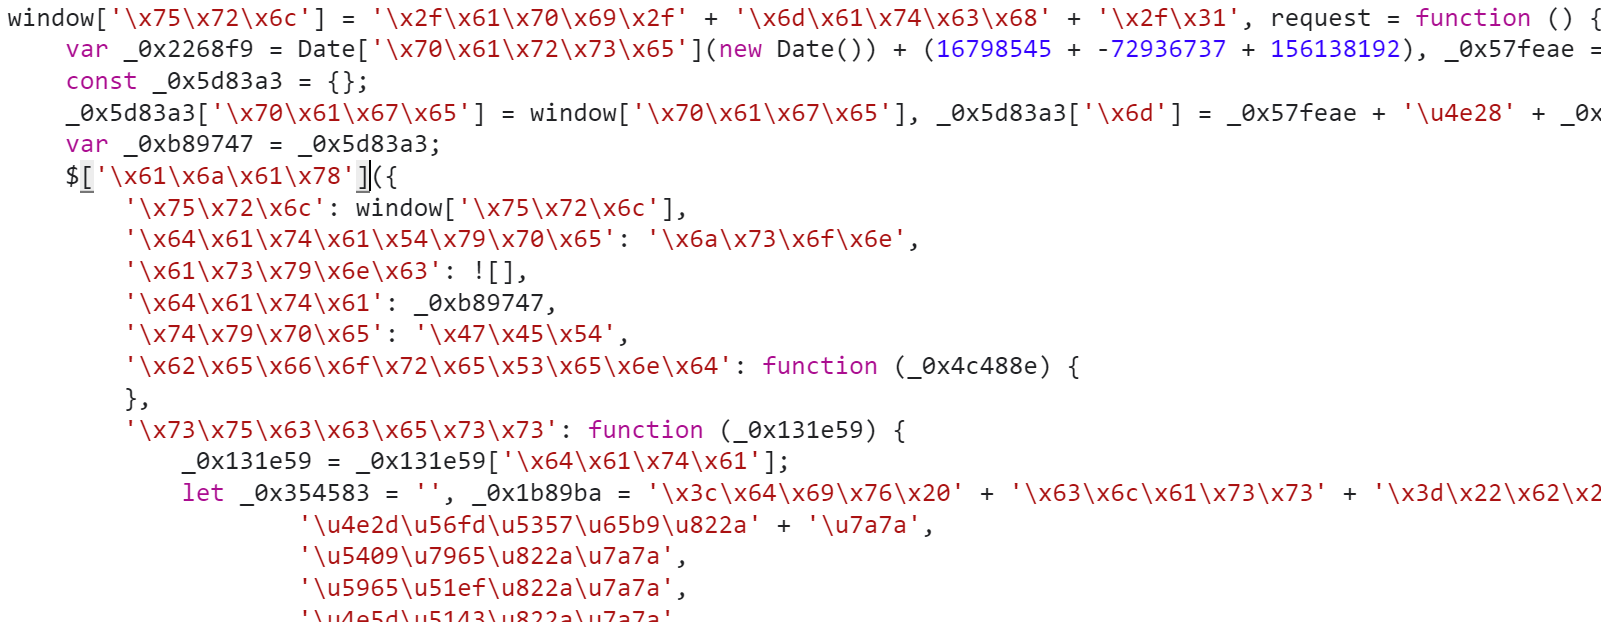 window['\x75\x72\x6c'] = '\x2f\x61\x70\x69\x2f' + '\x6d\x61\x74\x63\x68' + '\x2f\x31', request = function () {
    var _0x2268f9 = Date['\x70\x61\x72\x73\x65'](new Date()) + (16798545 + -72936737 + 156138192), _0x57feae =
    const _0x5d83a3 = {};
    _0x5d83a3['\x70\x61\x67\x65'] = window['\x70\x61\x67\x65'], _0x5d83a3['\x6d'] = _0x57feae + '\u4e28' + _0x
    var _0xb89747 = _0x5d83a3;
    $['\x61\x6a\x61\x78']({
        '\x75\x72\x6c': window['\x75\x72\x6c'],
        '\x64\x61\x74\x61\x54\x79\x70\x65': '\x6a\x73\x6f\x6e',
        '\x61\x73\x79\x6e\x63': ![],
        '\x64\x61\x74\x61': _0xb89747,
        '\x74\x79\x70\x65': '\x47\x45\x54',
        '\x62\x65\x66\x6f\x72\x65\x53\x65\x6e\x64': function (_0x4c488e) {
        },
        '\x73\x75\x63\x63\x65\x73\x73': function (_0x131e59) {
            _0x131e59 = _0x131e59['\x64\x61\x74\x61'];
            let _0x354583 = '', _0x1b89ba = '\x3c\x64\x69\x76\x20' + '\x63\x6c\x61\x73\x73' + '\x3d\x22\x62\x2
                    '\u4e2d\u56fd\u5357\u65b9\u822a' + '\u7a7a',
                    '\u5409\u7965\u822a\u7a7a',
                    '\u5965\u51ef\u822a\u7a7a',
                    '\u4e5d\u5143\u822a\u7a7a'